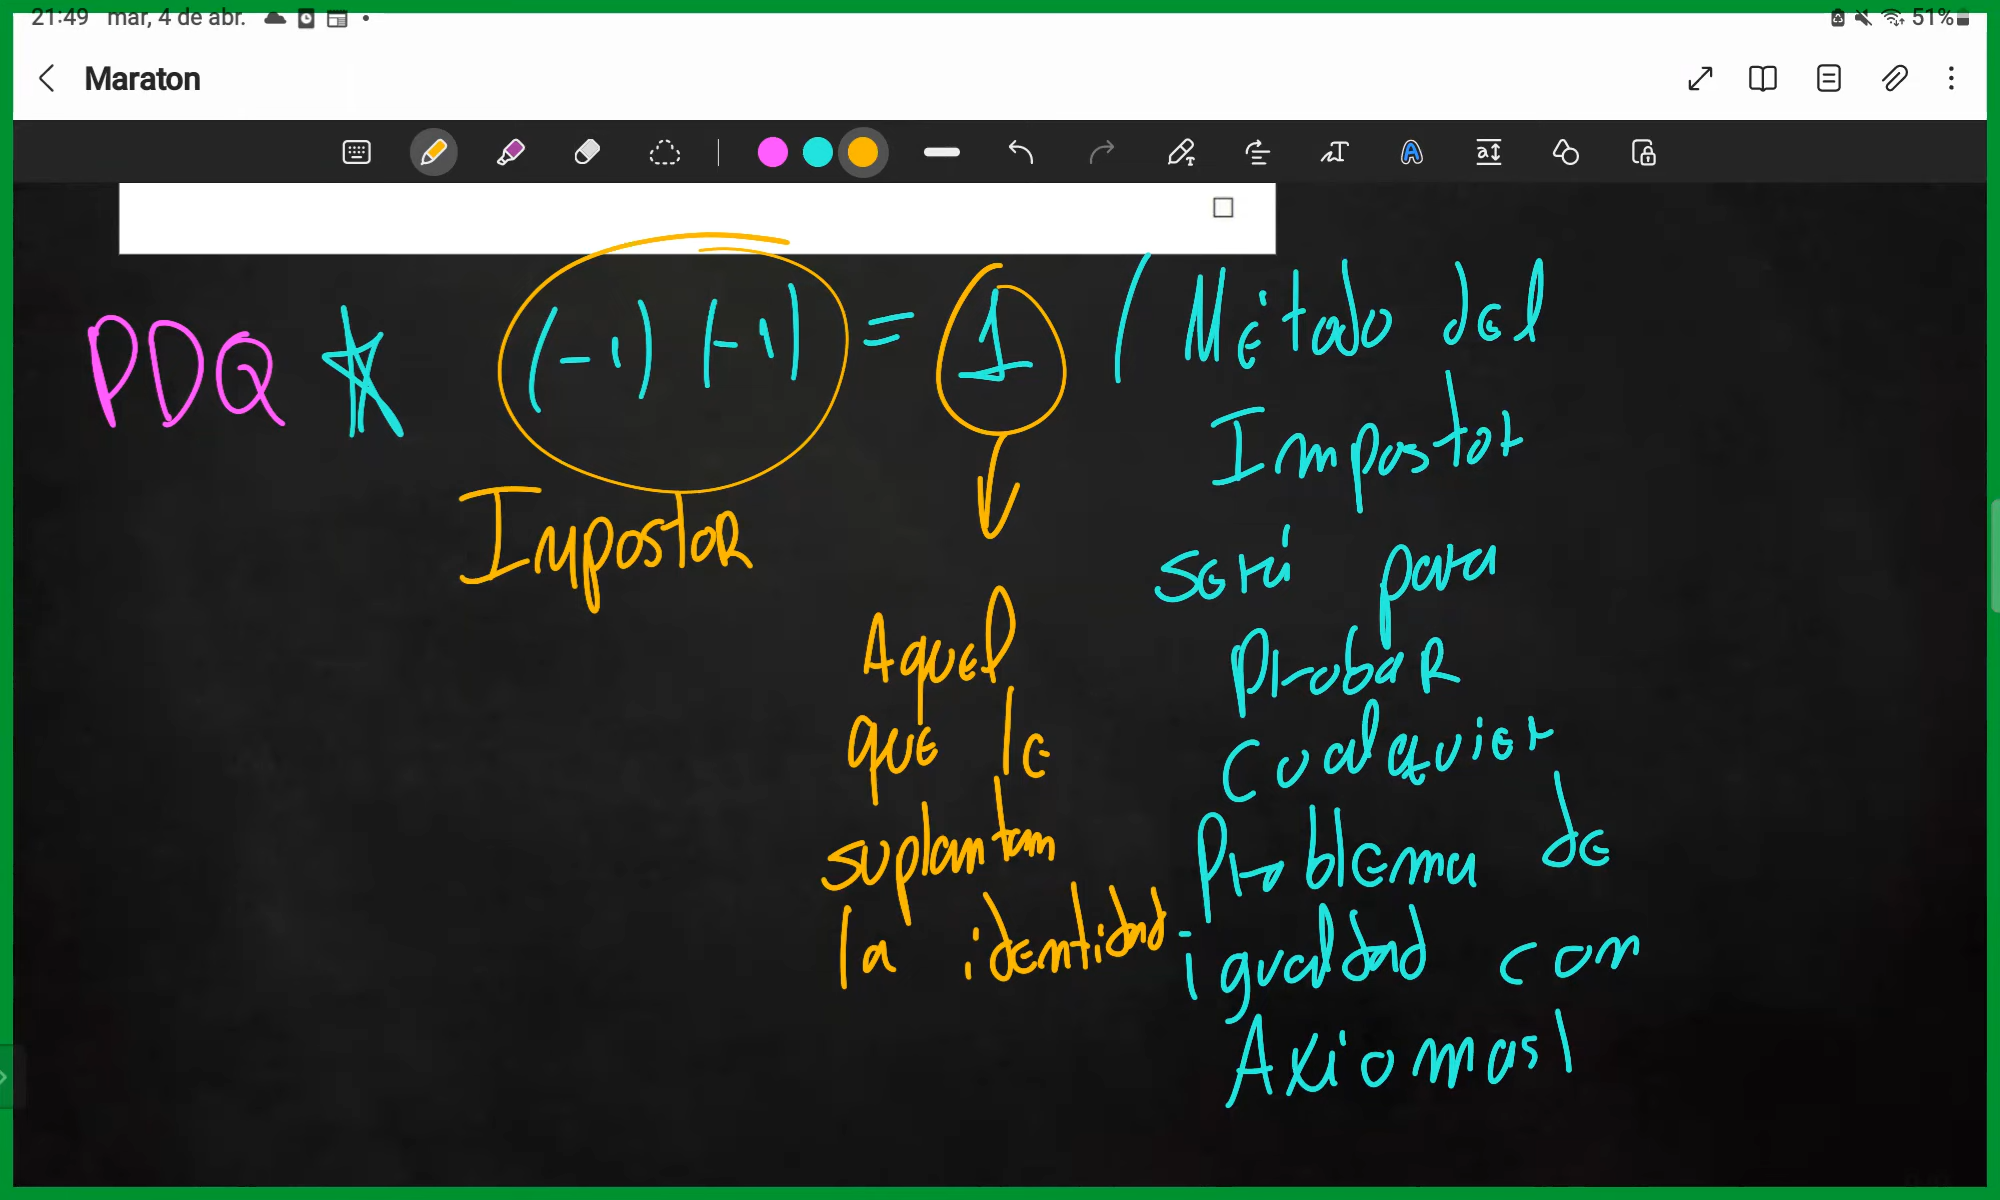 21:49 mar, 4 de abr. 51%
Maraton
PDQ (-1) (-1) = 1 (Método del
Impostor
Impostor
será para
Aquel
Probar
que le
Cualquier
suplantam
Problema de
la identidad
igualdad con
Axiomas)